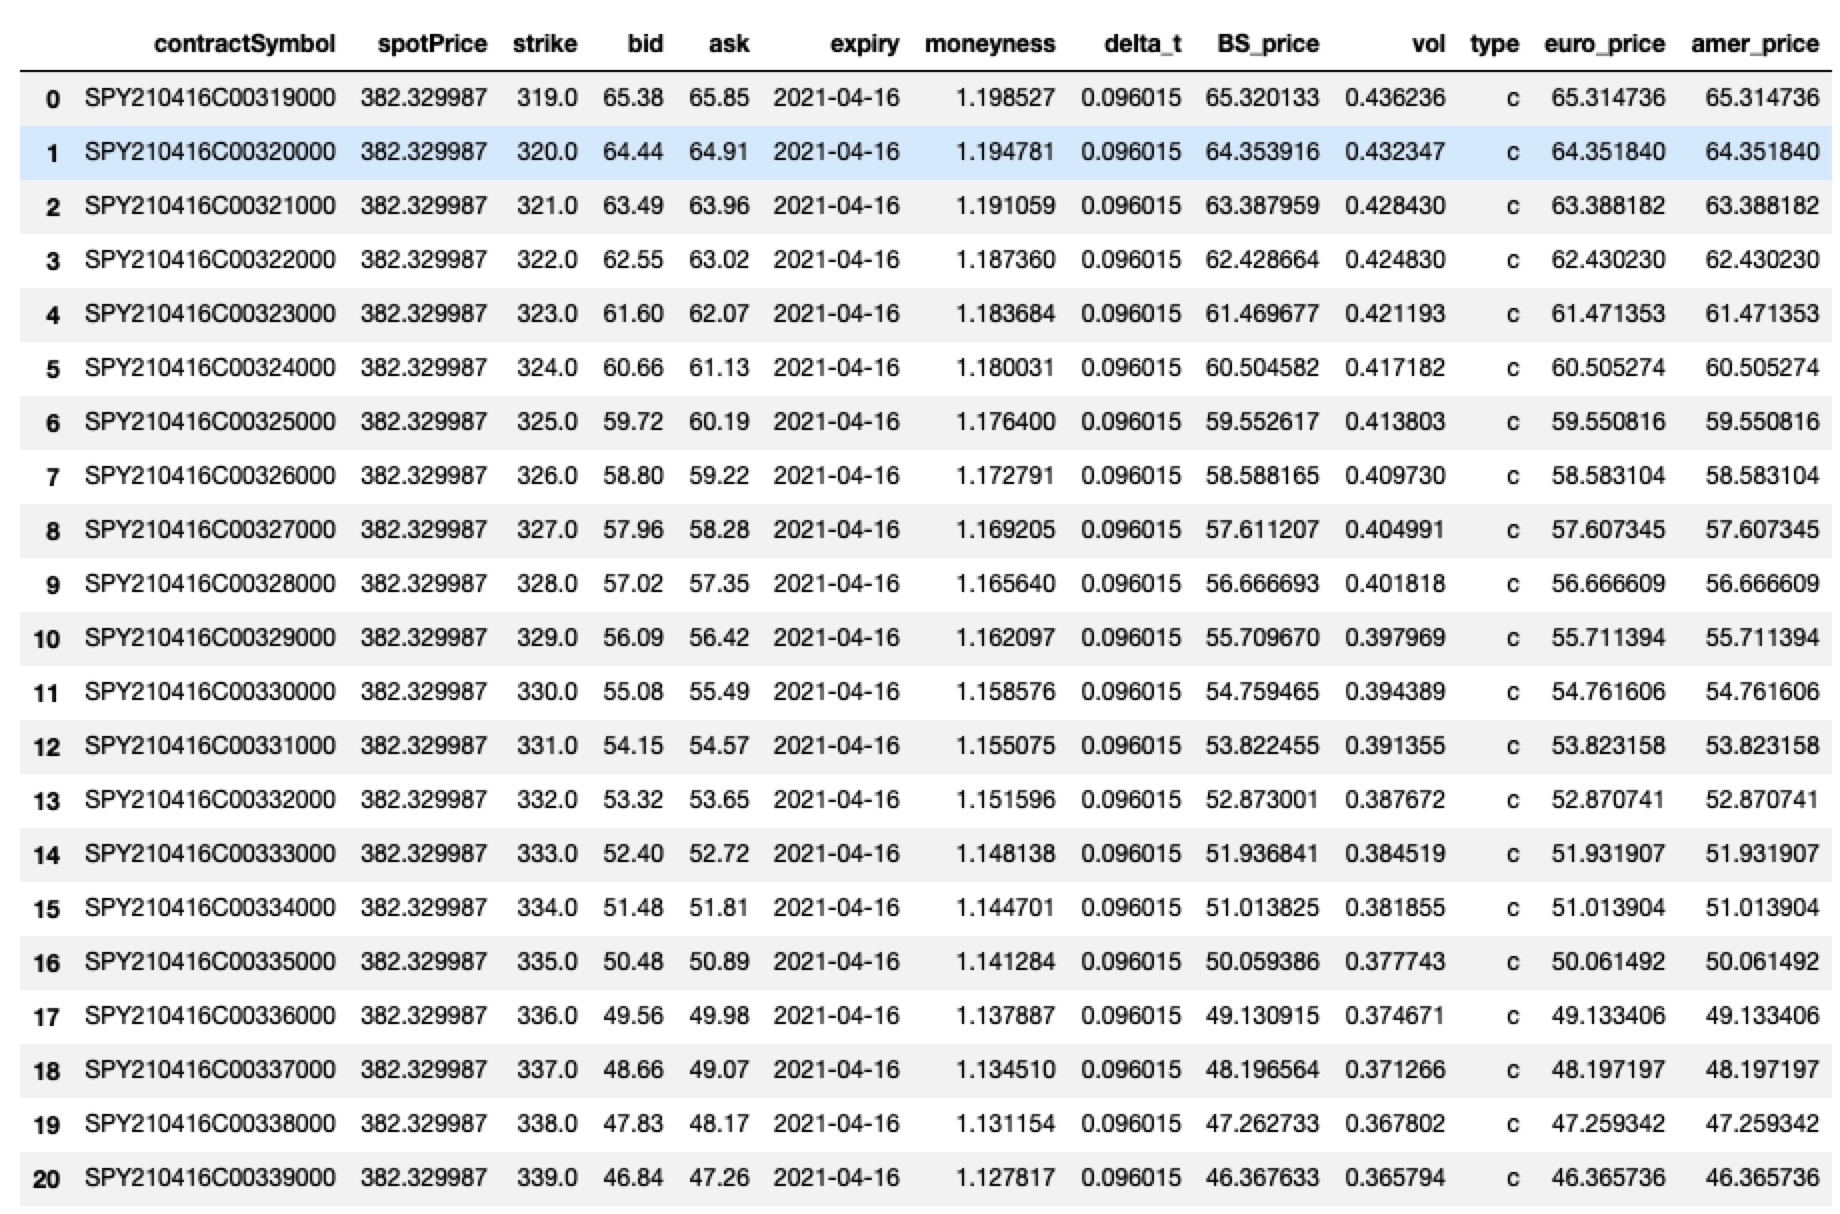 contractSymbol spotPrice strike bid ask expiry moneyness delta_t BS_price vol type euro_price amer_price
0 SPY210416C00319000 382.329987 319.0 65.38 65.85 2021-04-16 1.198527 0.096015 65.320133 0.436236 c 65.314736 65.314736
1 SPY210416C00320000 382.329987 320.0 64.44 64.91 2021-04-16 1.194781 0.096015 64.353916 0.432347 c 64.351840 64.351840
2 SPY210416C00321000 382.329987 321.0 63.49 63.96 2021-04-16 1.191059 0.096015 63.387959 0.428430 c 63.388182 63.388182
3 SPY210416C00322000 382.329987 322.0 62.55 63.02 2021-04-16 1.187360 0.096015 62.428664 0.424830 c 62.430230 62.430230
4 SPY210416C00323000 382.329987 323.0 61.60 62.07 2021-04-16 1.183684 0.096015 61.469677 0.421193 c 61.471353 61.471353
5 SPY210416C00324000 382.329987 324.0 60.66 61.13 2021-04-16 1.180031 0.096015 60.504582 0.417182 c 60.505274 60.505274
6 SPY210416C00325000 382.329987 325.0 59.72 60.19 2021-04-16 1.176400 0.096015 59.552617 0.413803 c 59.550816 59.550816
7 SPY210416C00326000 382.329987 326.0 58.80 59.22 2021-04-16 1.172791 0.096015 58.588165 0.409730 c 58.583104 58.583104
8 SPY210416C00327000 382.329987 327.0 57.96 58.28 2021-04-16 1.169205 0.096015 57.611207 0.404991 c 57.607345 57.607345
9 SPY210416C00328000 382.329987 328.0 57.02 57.35 2021-04-16 1.165640 0.096015 56.666693 0.401818 c 56.666609 56.666609
10 SPY210416C00329000 382.329987 329.0 56.09 56.42 2021-04-16 1.162097 0.096015 55.709670 0.397969 c 55.711394 55.711394
11 SPY210416C00330000 382.329987 330.0 55.08 55.49 2021-04-16 1.158576 0.096015 54.759465 0.394389 c 54.761606 54.761606
12 SPY210416C00331000 382.329987 331.0 54.15 54.57 2021-04-16 1.155075 0.096015 53.822455 0.391355 c 53.823158 53.823158
13 SPY210416C00332000 382.329987 332.0 53.32 53.65 2021-04-16 1.151596 0.096015 52.873001 0.387672 c 52.870741 52.870741
14 SPY210416C00333000 382.329987 333.0 52.40 52.72 2021-04-16 1.148138 0.096015 51.936841 0.384519 c 51.931907 51.931907
15 SPY210416C00334000 382.329987 334.0 51.48 51.81 2021-04-16 1.144701 0.096015 51.013825 0.381855 c 51.013904 51.013904
16 SPY210416C00335000 382.329987 335.0 50.48 50.89 2021-04-16 1.141284 0.096015 50.059386 0.377743 c 50.061492 50.061492
17 SPY210416C00336000 382.329987 336.0 49.56 49.98 2021-04-16 1.137887 0.096015 49.130915 0.374671 c 49.133406 49.133406
18 SPY210416C00337000 382.329987 337.0 48.66 49.07 2021-04-16 1.134510 0.096015 48.196564 0.371266 c 48.197197 48.197197
19 SPY210416C00338000 382.329987 338.0 47.83 48.17 2021-04-16 1.131154 0.096015 47.262733 0.367802 c 47.259342 47.259342
20 SPY210416C00339000 382.329987 339.0 46.84 47.26 2021-04-16 1.127817 0.096015 46.367633 0.365794 c 46.365736 46.365736